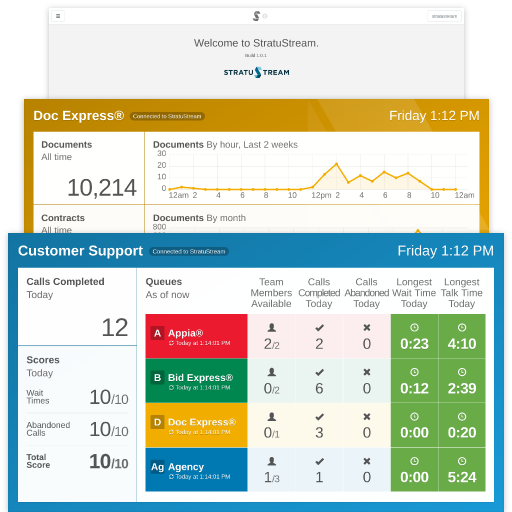 Welcome to StratuStream.
Build 1.0.1
STRATUSTREAM
Doc Express®
Connected to StratuStream
Friday 1:12 PM
Documents
All time
10,214
Documents By hour, Last 2 weeks
30
20
10
0
12am 2 4 6 8 10 12pm 2 4 6 8 10 12am
Contracts
All time
Documents By month
800
Customer Support
Connected to StratuStream
Friday 1:12 PM
Calls Completed
Today
12
Scores
Today
Wait Times
10/10
Abandoned Calls
10/10
Total Score
10/10
Queues
As of now
Team Members Available
Calls Completed Today
Calls Abandoned Today
Longest Wait Time Today
Longest Talk Time Today
A Appia®
Today at 1:14:01 PM
2/2 2 0 0:23 4:10
B Bid Express®
Today at 1:14:01 PM
0/2 6 0 0:12 2:39
D Doc Express®
Today at 1:14:01 PM
0/1 3 0 0:00 0:20
Ag Agency
Today at 1:14:01 PM
1/3 1 0 0:00 5:24